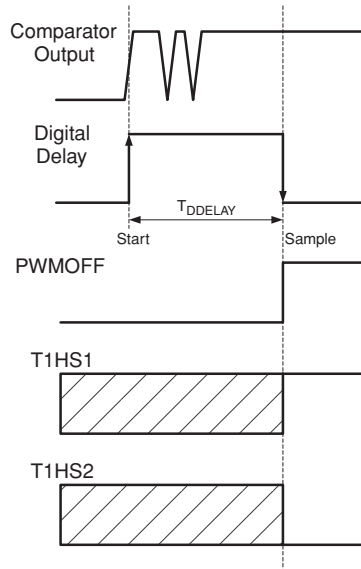 Comparator
Output
Digital
Delay
TDDELAY
Start
Sample
PWMOFF
T1HS1
T1HS2